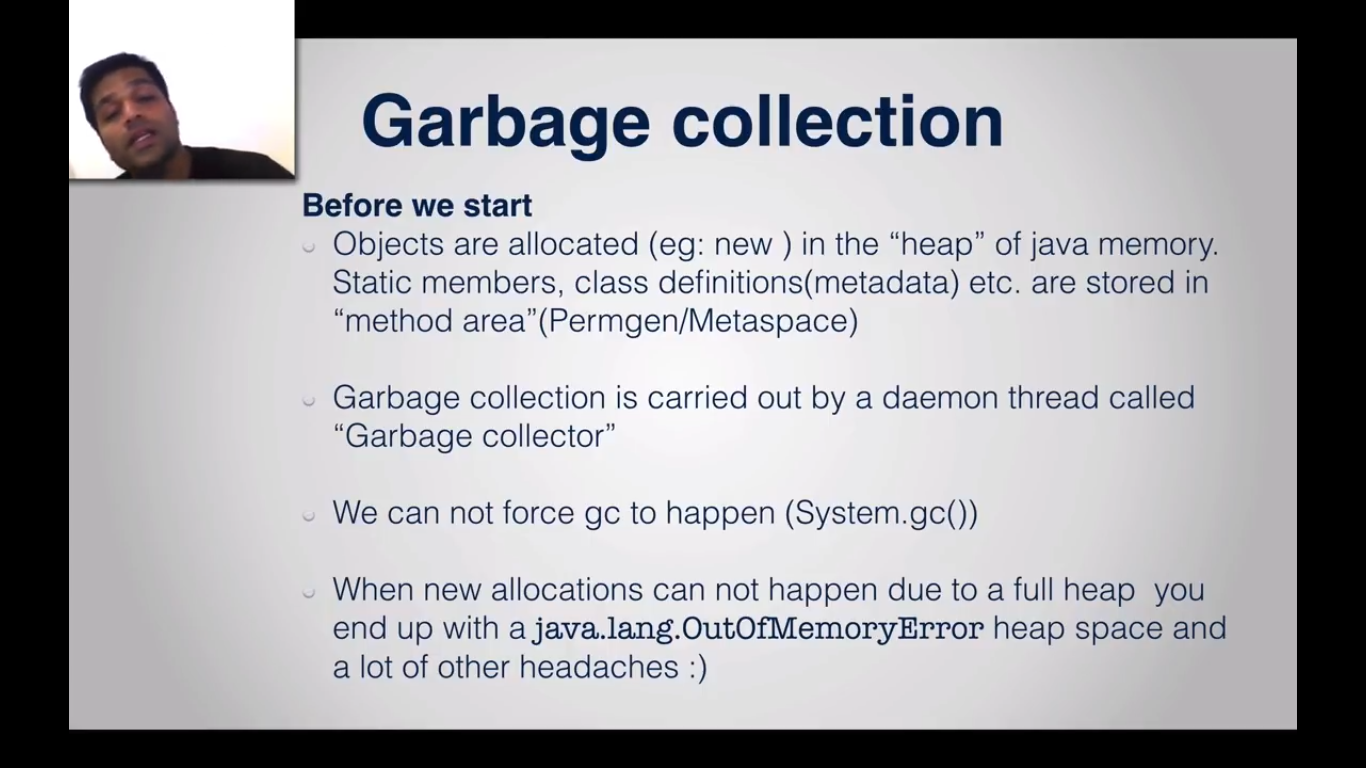 Garbage collection
Before we start
Objects are allocated (eg: new ) in the “heap” of java memory.
Static members, class definitions(metadata) etc. are stored in
“method area”(Permgen/Metaspace)
Garbage collection is carried out by a daemon thread called
“Garbage collector”
We can not force gc to happen (System.gc())
When new allocations can not happen due to a full heap  you
end up with a java.lang.OutOfMemoryError heap space and
a lot of other headaches :)